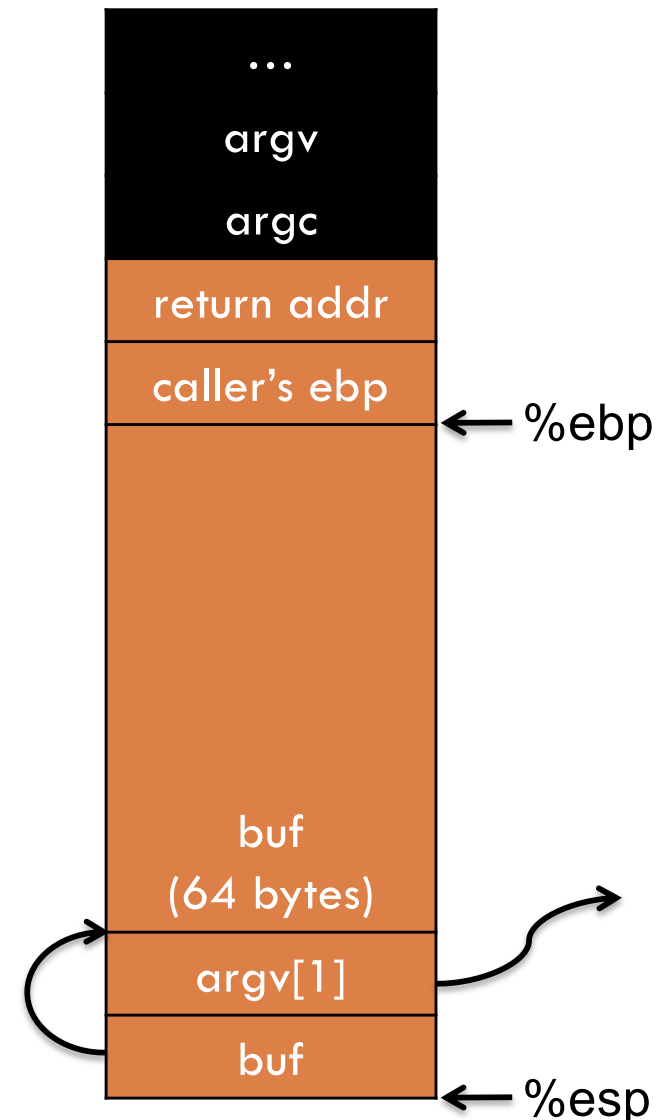 ...
argv
argc
return addr
caller’s ebp
%ebp
buf
(64 bytes)
argv[1]
buf
%esp